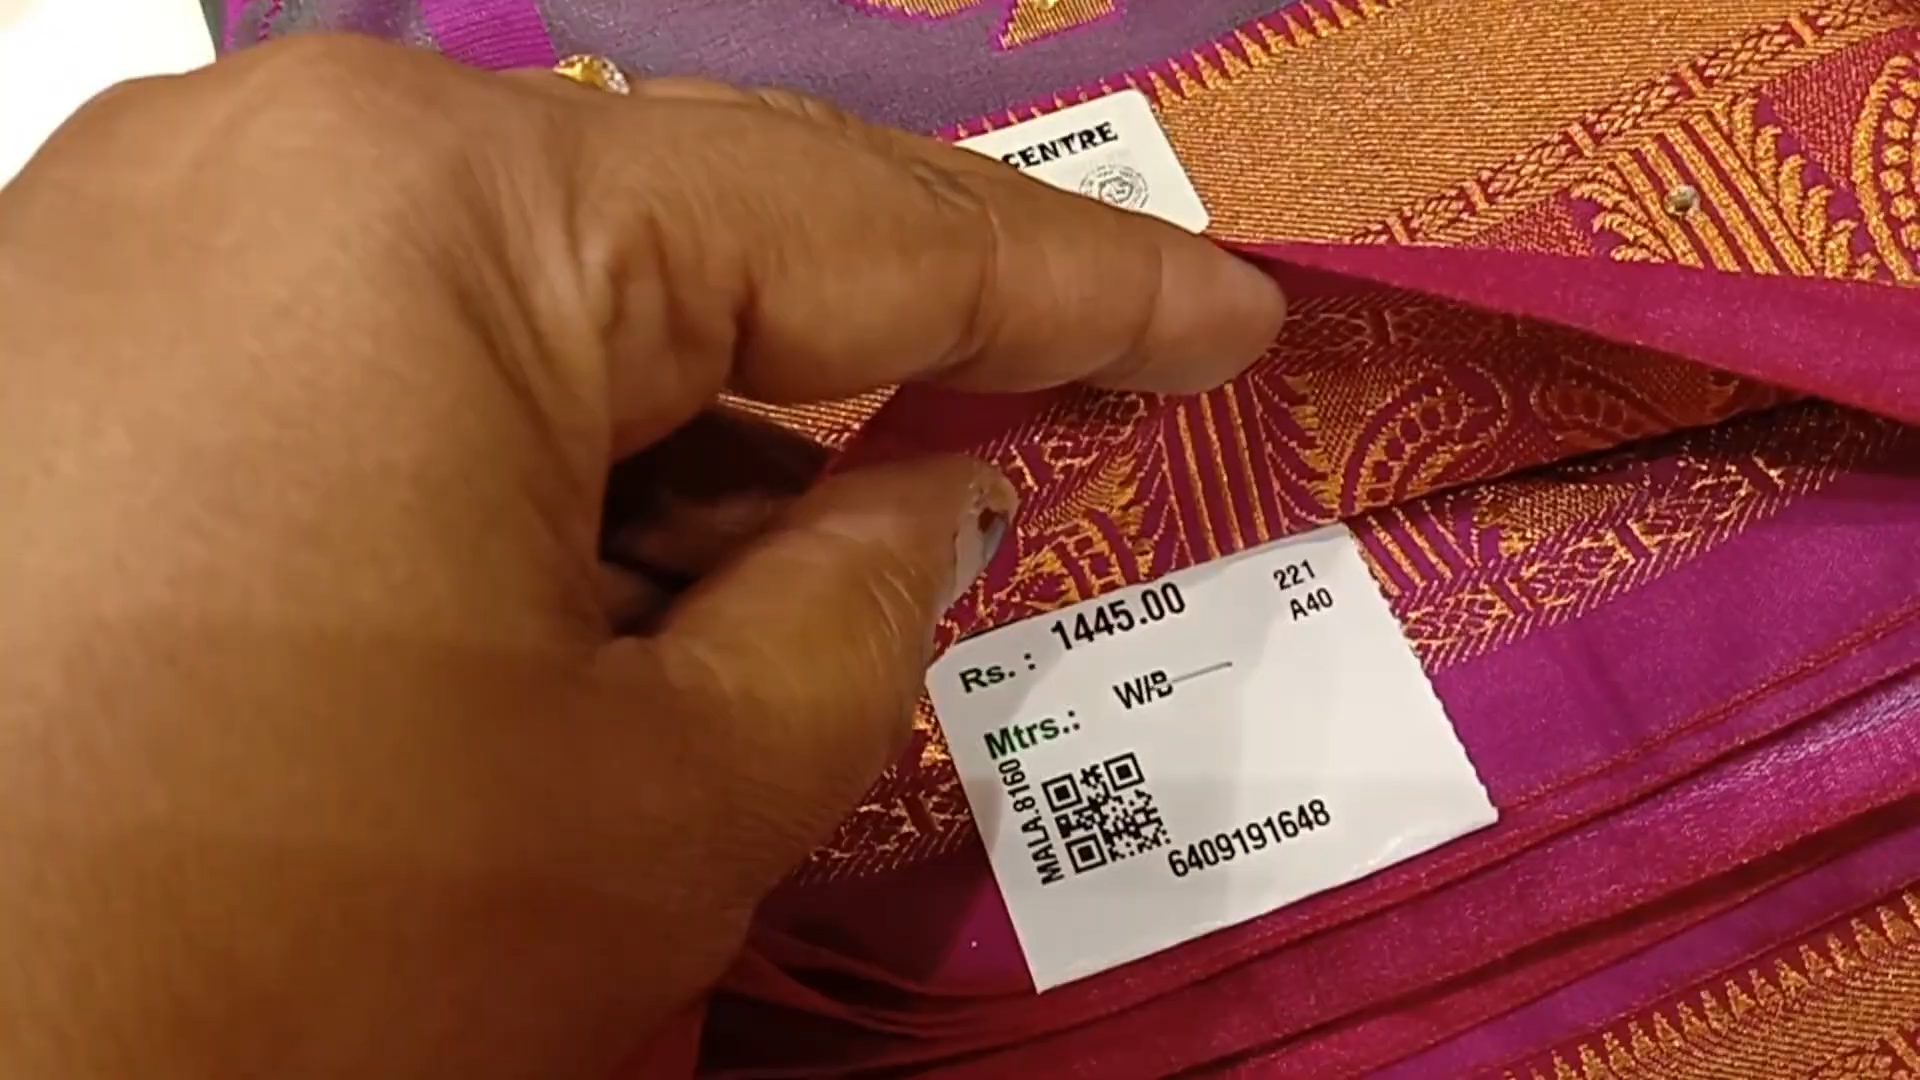 CENTRE
221
Rs. : 1445.00 A40
W/B
Mtrs.:
MALA.8160
6409191648